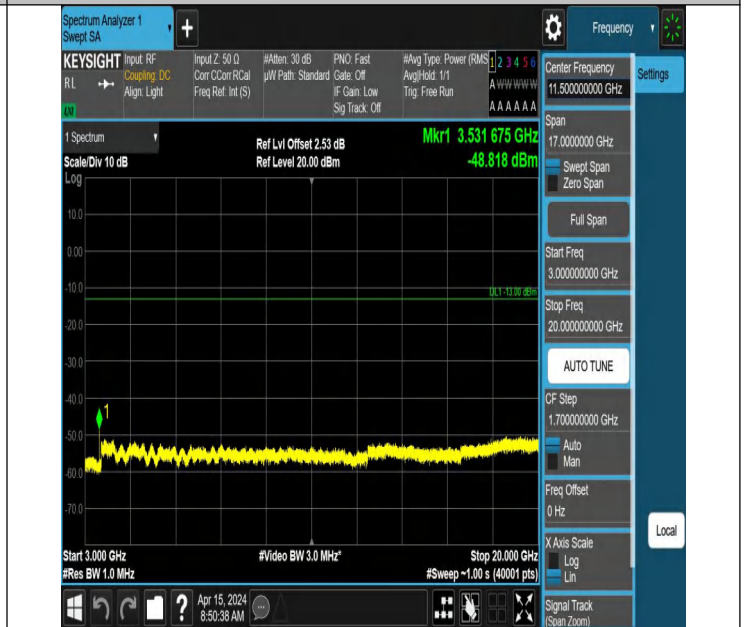 Spectrum Analyzer 1
Swept SA
+
Frequency
KEYSIGHT
RL
Input: RF
Coupling: DC
Align: Light
Input Z: 50 Ω
Corr CCorr RCal
Freq Ref: Int (S)
#Atten: 30 dB
µW Path: Standard
PNO: Fast
Gate: Off
IF Gain: Low
Sig Track: Off
#Avg Type: Power (RMS
Avg|Hold: 1/1
Trig: Free Run
1 2 3 4 5 6
A W W W W W
A A A A A A
1 Spectrum
Scale/Div 10 dB
Log
Ref Lvl Offset 2.53 dB
Ref Level 20.00 dBm
Mkr1 3.531 675 GHz
-48.818 dBm
10.0
0.00
-10.0
DL1 -13.00 dBm
-20.0
-30.0
-40.0
1
-50.0
-60.0
-70.0
Start 3.000 GHz
#Res BW 1.0 MHz
#Video BW 3.0 MHz*
Stop 20.000 GHz
#Sweep ~1.00 s (40001 pts)
?
Apr 15, 2024
8:50:38 AM
Center Frequency
11.500000000 GHz
Settings
Span
17.0000000 GHz
Swept Span
Zero Span
Full Span
Start Freq
3.000000000 GHz
Stop Freq
20.000000000 GHz
AUTO TUNE
CF Step
1.700000000 GHz
Auto
Man
Freq Offset
0 Hz
Local
X Axis Scale
Log
Lin
Signal Track
(Span Zoom)